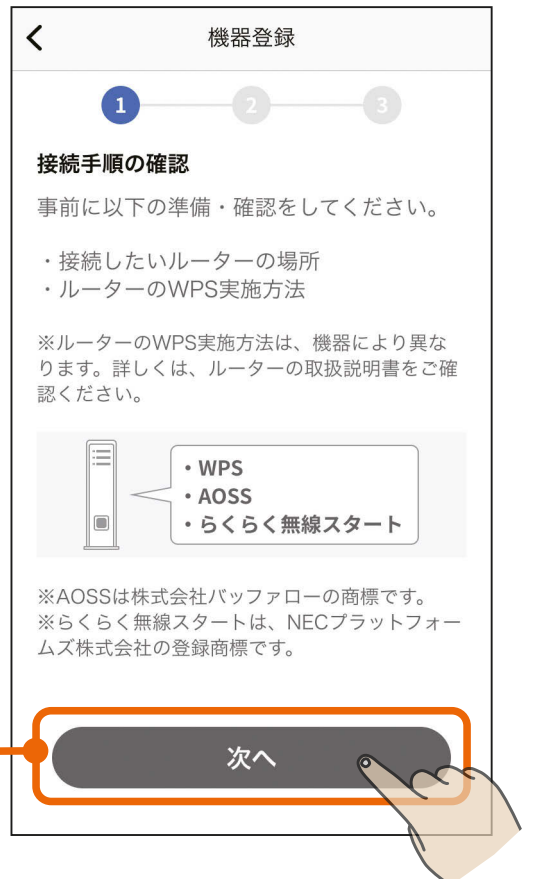 機器登録
1 2 3
接続手順の確認
事前に以下の準備・確認をしてください。
・接続したいルーターの場所
・ルーターのWPS実施方法
※ルーターのWPS実施方法は、機器により異な
ります。詳しくは、ルーターの取扱説明書をご確
認ください。
・WPS
・AOSS
・らくらく無線スタート
※AOSSは株式会社バッファローの商標です。
※らくらく無線スタートは、NECプラットフォー
ムズ株式会社の登録商標です。
次へ